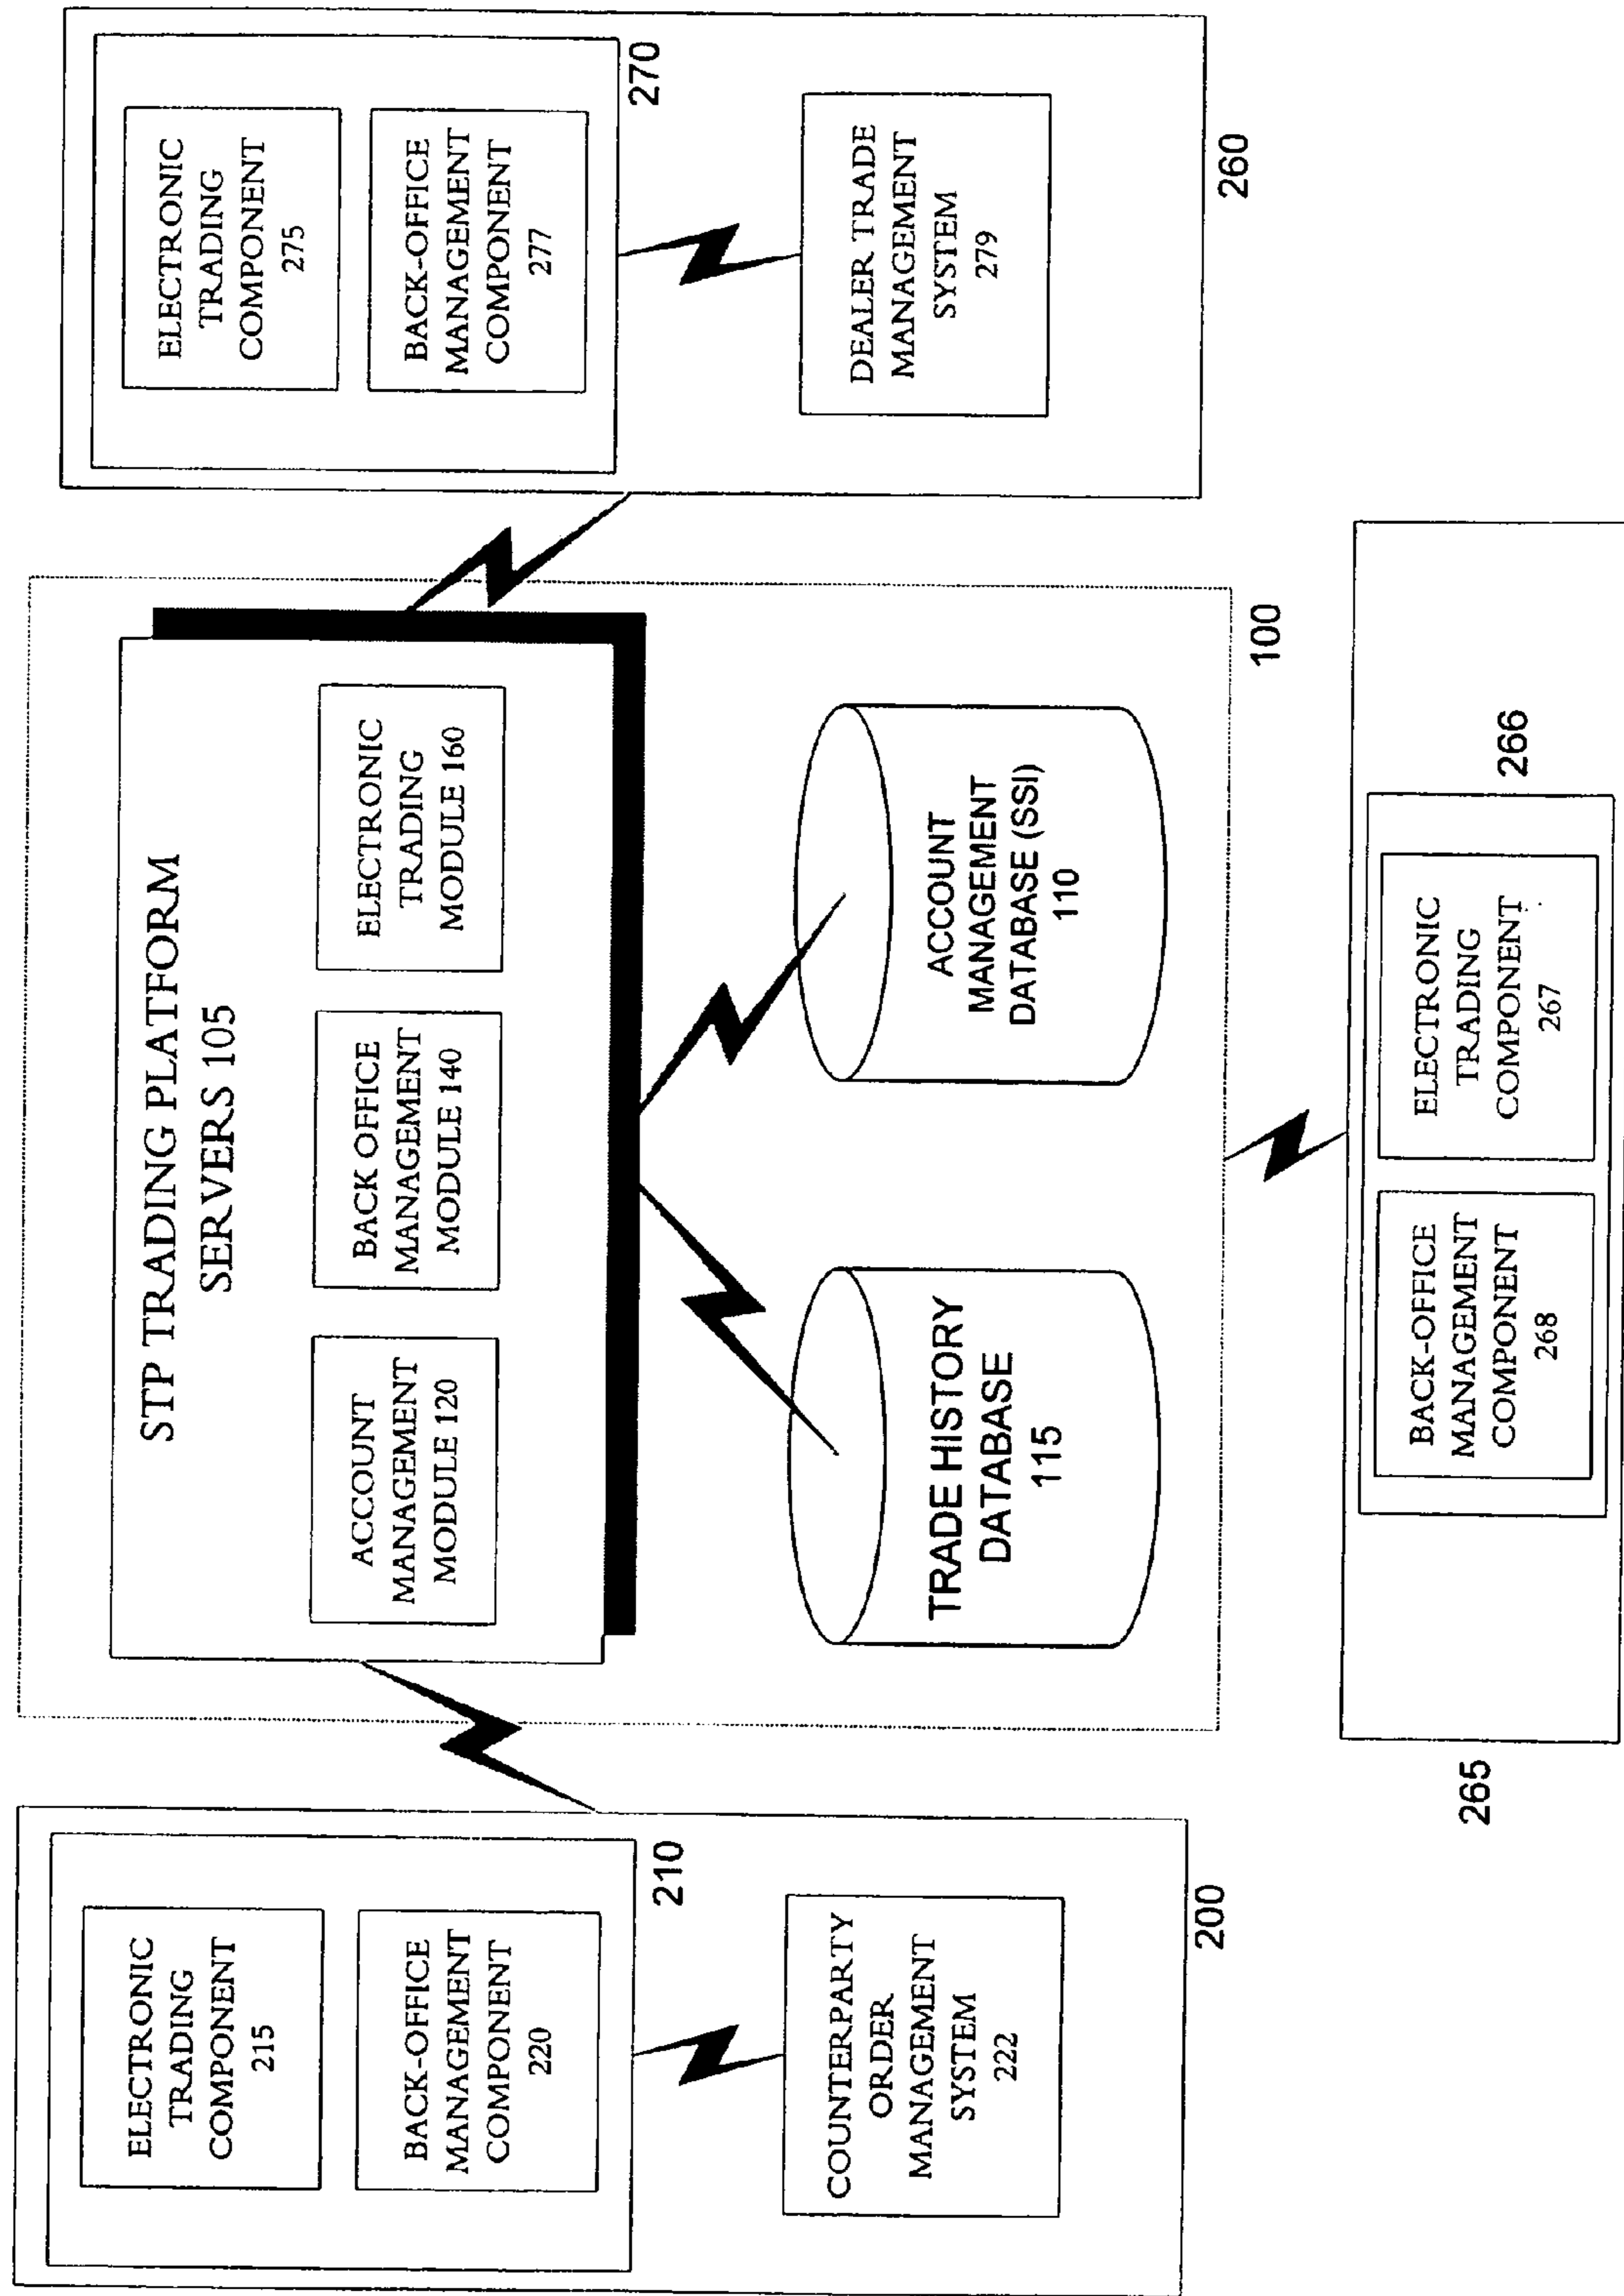 ELECTRONIC
TRADING
COMPONENT
215
BACK-OFFICE
MANAGEMENT
COMPONENT
220
210
COUNTERPARTY
ORDER
MANAGEMENT
SYSTEM
222
200
STP TRADING PLATFORM
SERVERS 105
ACCOUNT
MANAGEMENT
MODULE 120
BACK OFFICE
MANAGEMENT
MODULE 140
ELECTRONIC
TRADING
MODULE 160
TRADE HISTORY
DATABASE
115
ACCOUNT
MANAGEMENT
DATABASE (SSI)
110
100
ELECTRONIC
TRADING
COMPONENT
275
BACK-OFFICE
MANAGEMENT
COMPONENT
277
270
DEALER TRADE
MANAGEMENT
SYSTEM
279
260
265
BACK-OFFICE
MANAGEMENT
COMPONENT
268
ELECTRONIC
TRADING
COMPONENT
267
266